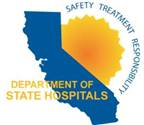 SAFETY TREATMENT RESPONSIBILITY
DEPARTMENT OF
STATE HOSPITALS